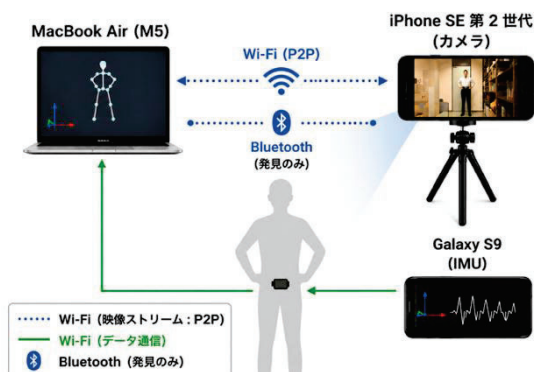 MacBook Air (M5)
iPhone SE 第 2 世代
(カメラ)
Wi-Fi (P2P)
Bluetooth
(発見のみ)
Galaxy S9
(IMU)
Wi-Fi (映像ストリーム : P2P)
Wi-Fi (データ通信)
Bluetooth (発見のみ)